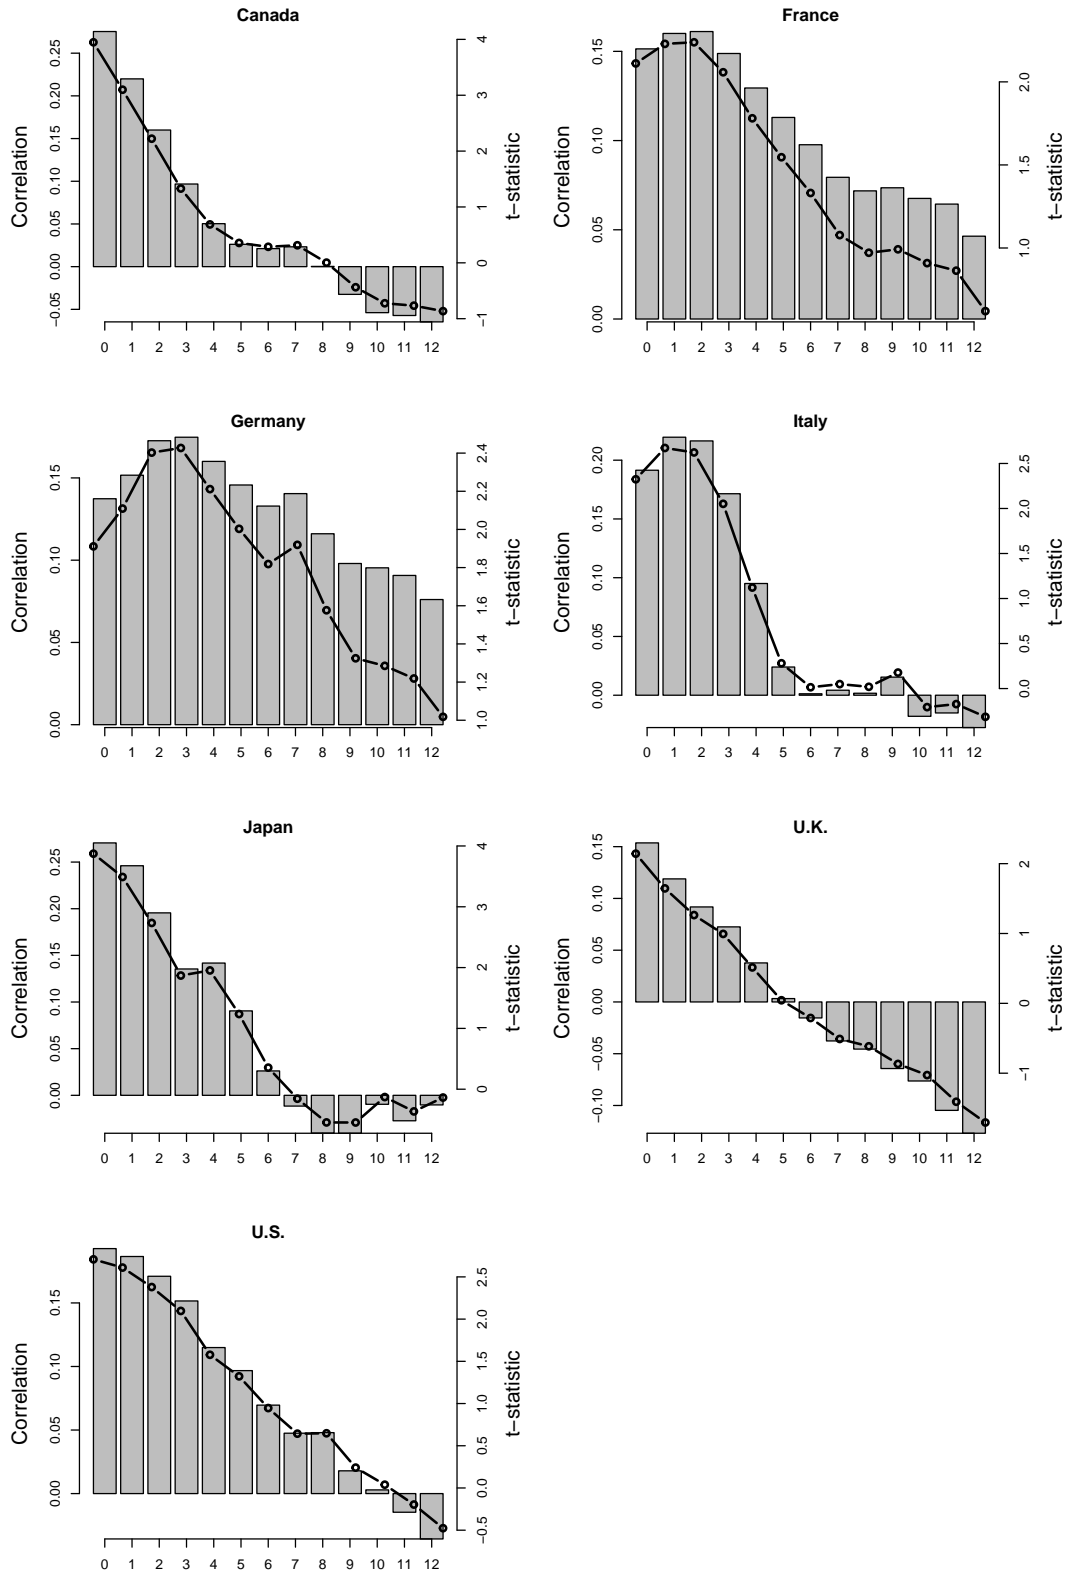 Canada
Correlation
−0.05 0.00 0.05 0.10 0.15 0.20 0.25
t−statistic
−1 0 1 2 3 4
0 1 2 3 4 5 6 7 8 9 10 11 12
France
Correlation
0.00 0.05 0.10 0.15
t−statistic
1.0 1.5 2.0
0 1 2 3 4 5 6 7 8 9 10 11 12
Germany
Correlation
0.00 0.05 0.10 0.15
t−statistic
1.0 1.2 1.4 1.6 1.8 2.0 2.2 2.4
0 1 2 3 4 5 6 7 8 9 10 11 12
Italy
Correlation
0.00 0.05 0.10 0.15 0.20
t−statistic
0.0 0.5 1.0 1.5 2.0 2.5
0 1 2 3 4 5 6 7 8 9 10 11 12
Japan
Correlation
0.00 0.05 0.10 0.15 0.20 0.25
t−statistic
0 1 2 3 4
0 1 2 3 4 5 6 7 8 9 10 11 12
U.K.
Correlation
−0.10 −0.05 0.00 0.05 0.10 0.15
t−statistic
−1 0 1 2
0 1 2 3 4 5 6 7 8 9 10 11 12
U.S.
Correlation
0.00 0.05 0.10 0.15
t−statistic
−0.5 0.0 0.5 1.0 1.5 2.0 2.5
0 1 2 3 4 5 6 7 8 9 10 11 12